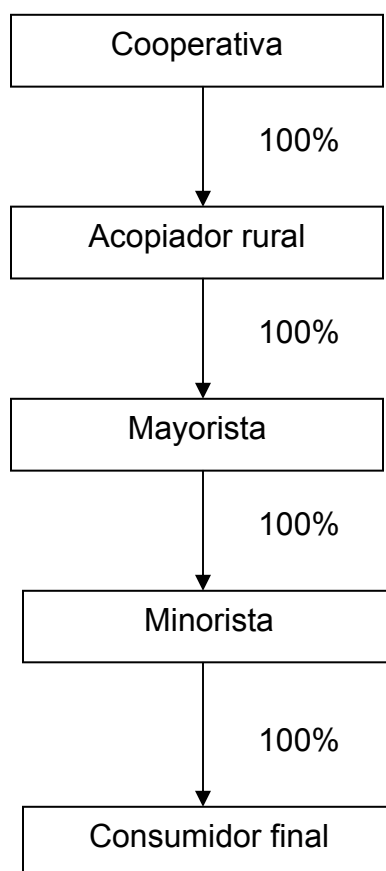 Cooperativa
100%
Acopiador rural
100%
Mayorista
100%
Minorista
100%
Consumidor final